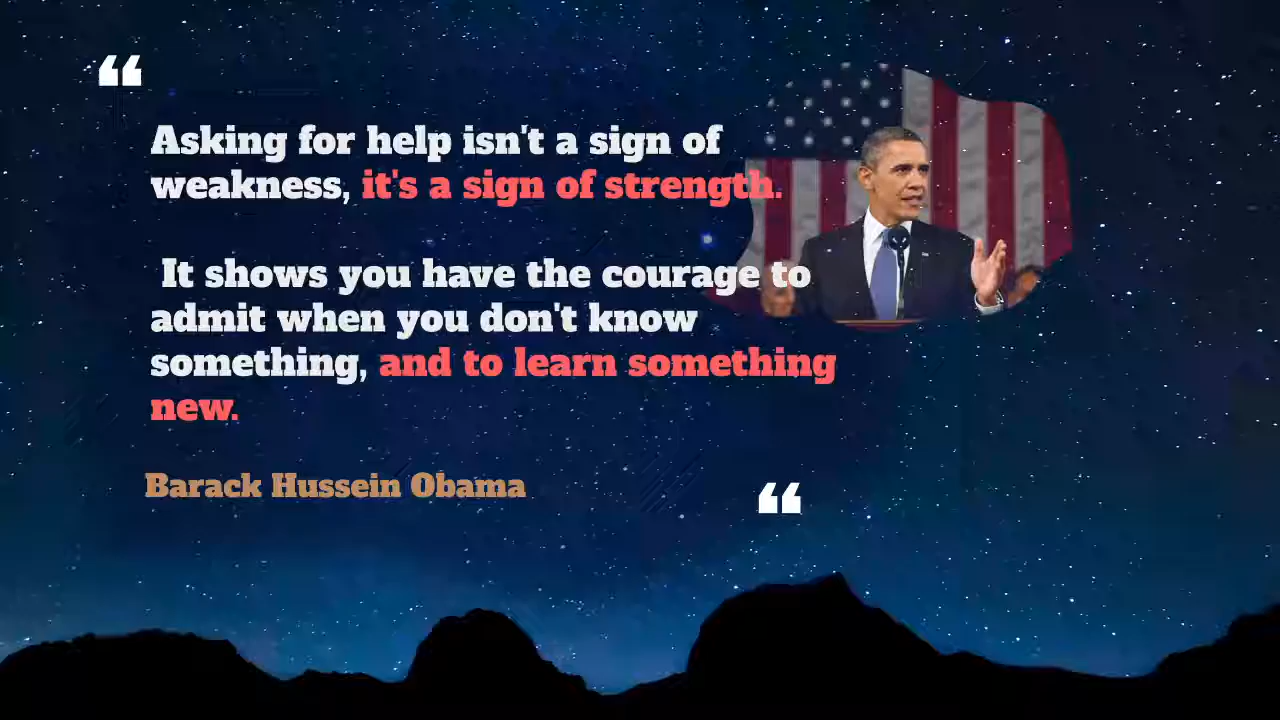 ❝
Asking for help isn't a sign of
weakness, it's a sign of strength.
It shows you have the courage to
admit when you don't know
something, and to learn something
new.
Barack Hussein Obama
❝